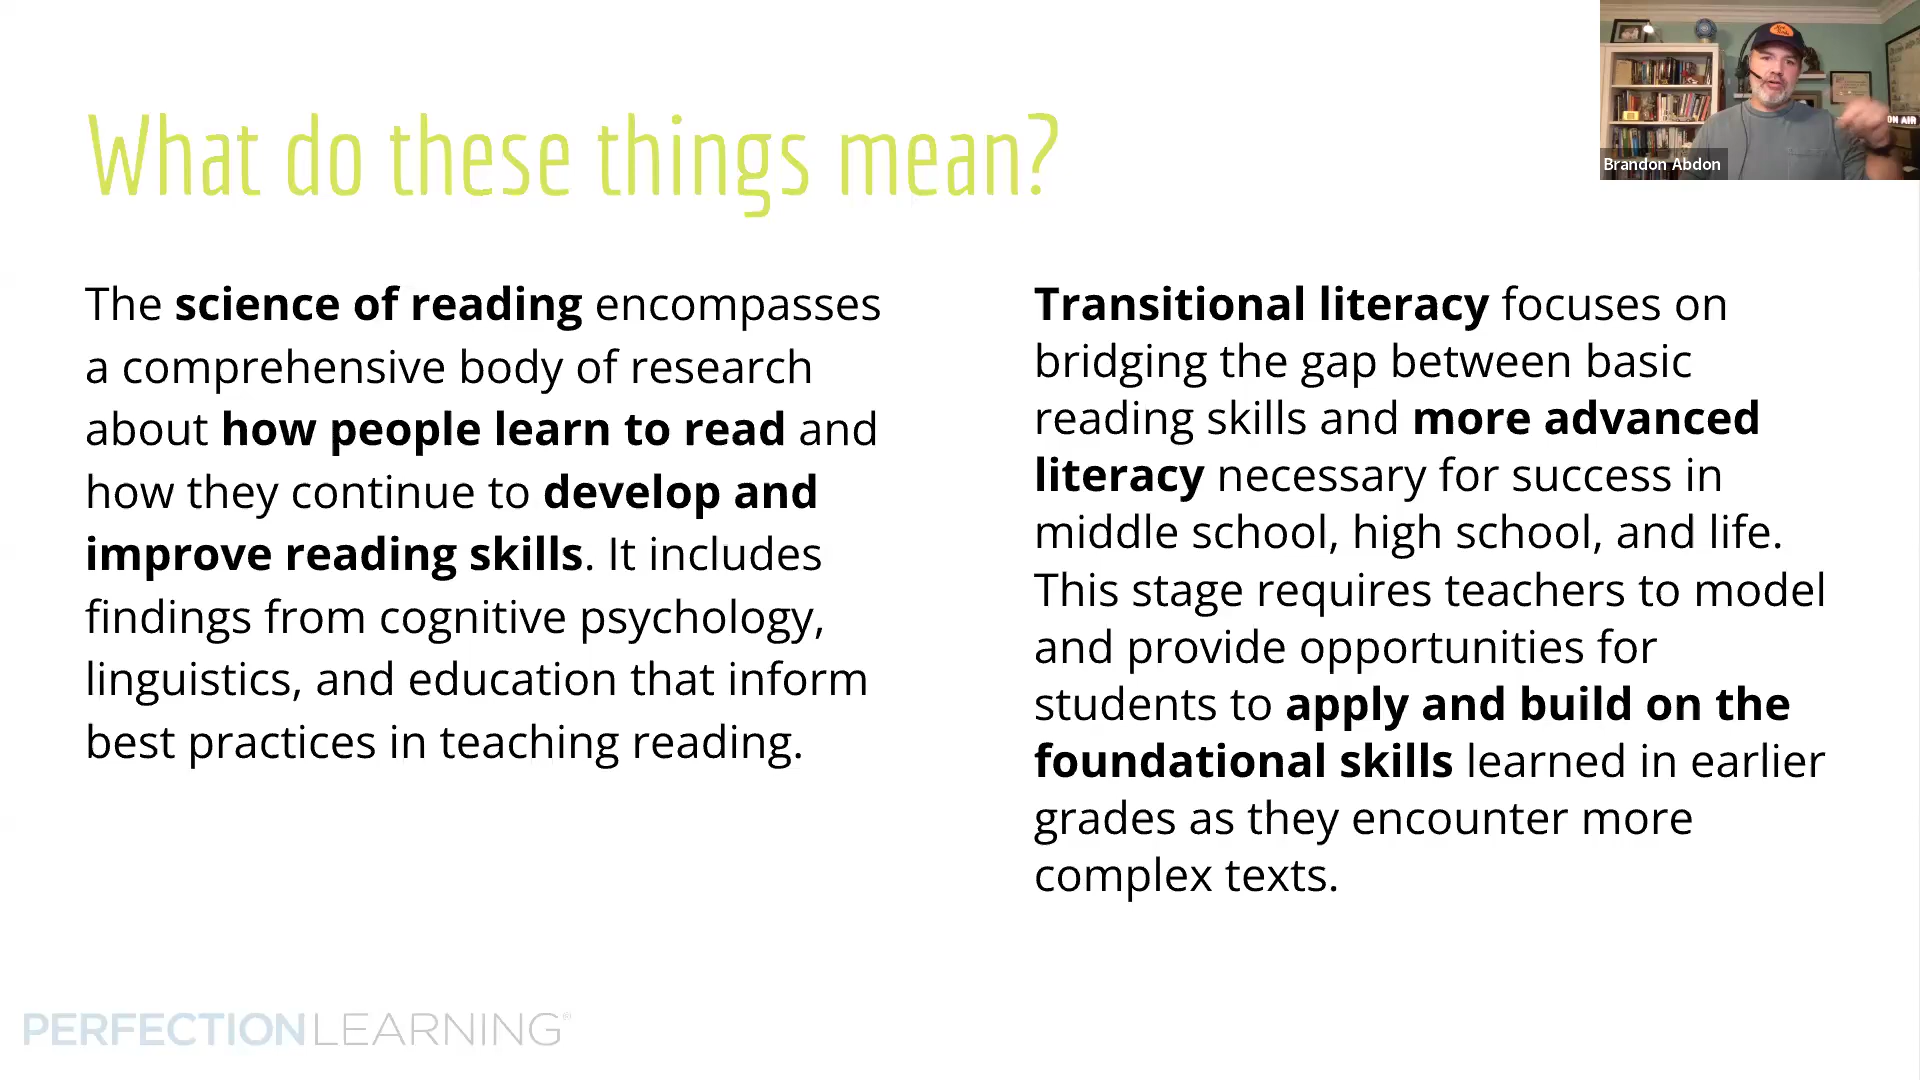 What do these things mean?
The science of reading encompasses
a comprehensive body of research
about how people learn to read and
how they continue to develop and
improve reading skills. It includes
findings from cognitive psychology,
linguistics, and education that inform
best practices in teaching reading.
Transitional literacy focuses on
bridging the gap between basic
reading skills and more advanced
literacy necessary for success in
middle school, high school, and life.
This stage requires teachers to model
and provide opportunities for
students to apply and build on the
foundational skills learned in earlier
grades as they encounter more
complex texts.
PERFECTION LEARNING®
Brandon Abdon
ON AIR